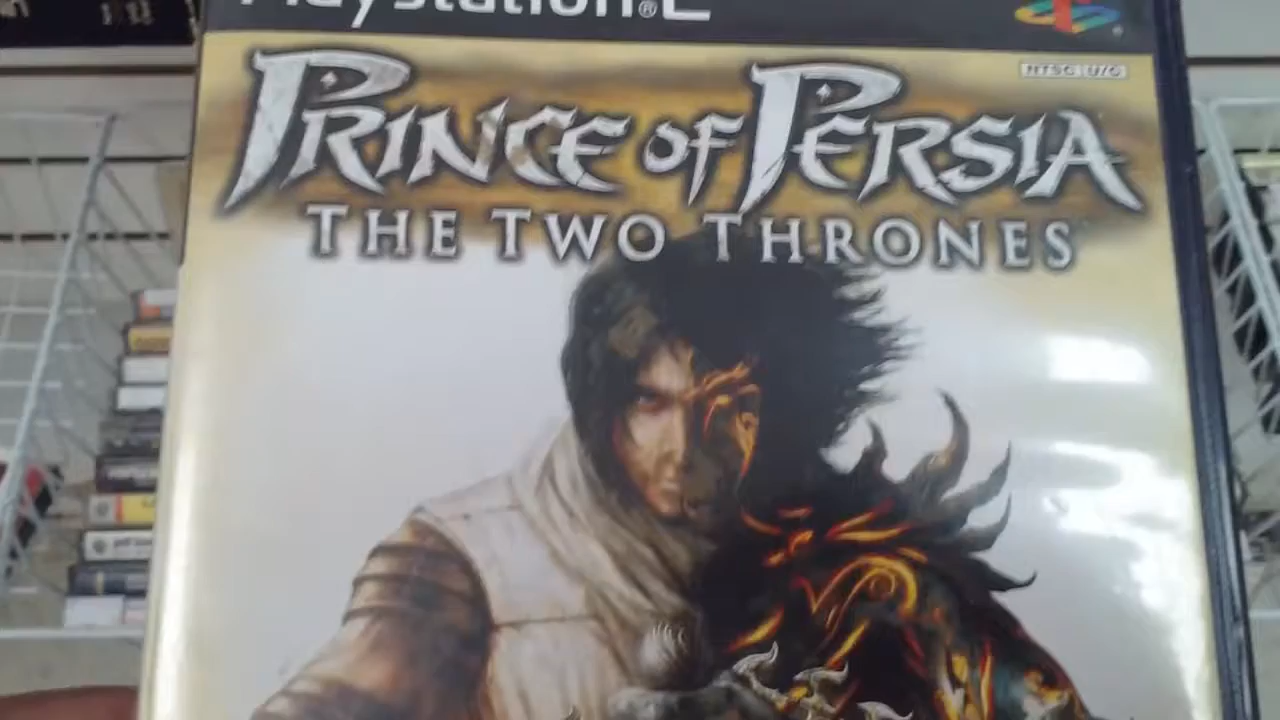 PlayStation®2
NTSC U/C
PRINCE OF PERSIA
THE TWO THRONES